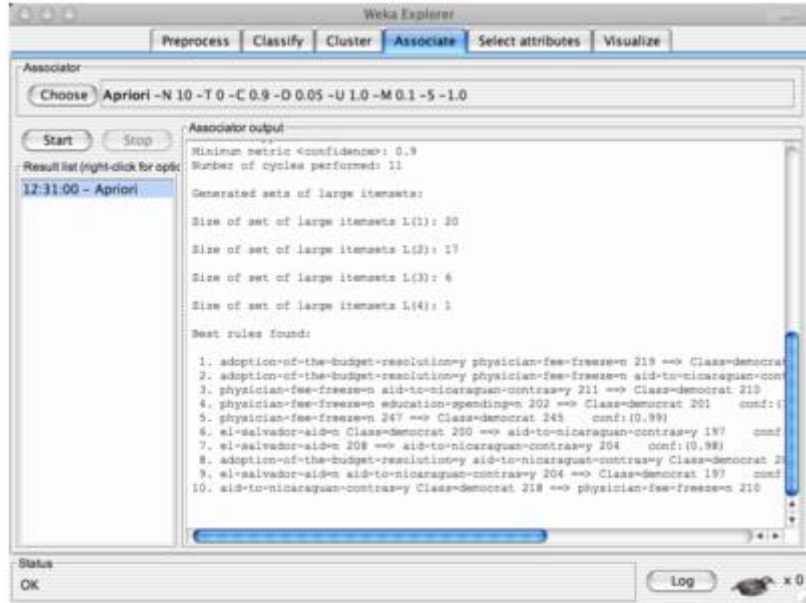 Weka Explorer
Preprocess Classify Cluster Associate Select attributes Visualize
Associator
Choose Apriori -N 10 -T 0 -C 0.9 -D 0.05 -U 1.0 -M 0.1 -S -1.0
Start Stop
Associator output
Result list (right-click for optic
12:31:00 - Apriori
Minimum metric <confidence>: 0.9
Number of cycles performed: 11
Generated sets of large itemsets:
Size of set of large itemsets L(1): 20
Size of set of large itemsets L(2): 17
Size of set of large itemsets L(3): 6
Size of set of large itemsets L(4): 1
Best rules found:
1. adoption-of-the-budget-resolution=y physician-fee-freeze=n 219 ==> Class=democrat
2. adoption-of-the-budget-resolution=y physician-fee-freeze=n aid-to-nicaraguan-cont
3. physician-fee-freeze=n aid-to-nicaraguan-contras=y 211 ==> Class=democrat 210
4. physician-fee-freeze=n education-spending=n 202 ==> Class=democrat 201 conf:(
5. physician-fee-freeze=n 247 ==> Class=democrat 245 conf:(0.99)
6. el-salvador-aid=n Class=democrat 200 ==> aid-to-nicaraguan-contras=y 197 conf
7. el-salvador-aid=n 208 ==> aid-to-nicaraguan-contras=y 204 conf:(0.98)
8. adoption-of-the-budget-resolution=y aid-to-nicaraguan-contras=y Class=democrat 20
9. el-salvador-aid=n aid-to-nicaraguan-contras=y 204 ==> Class=democrat 197 conf
10. aid-to-nicaraguan-contras=y Class=democrat 218 ==> physician-fee-freeze=n 210
Status
OK
Log x 0